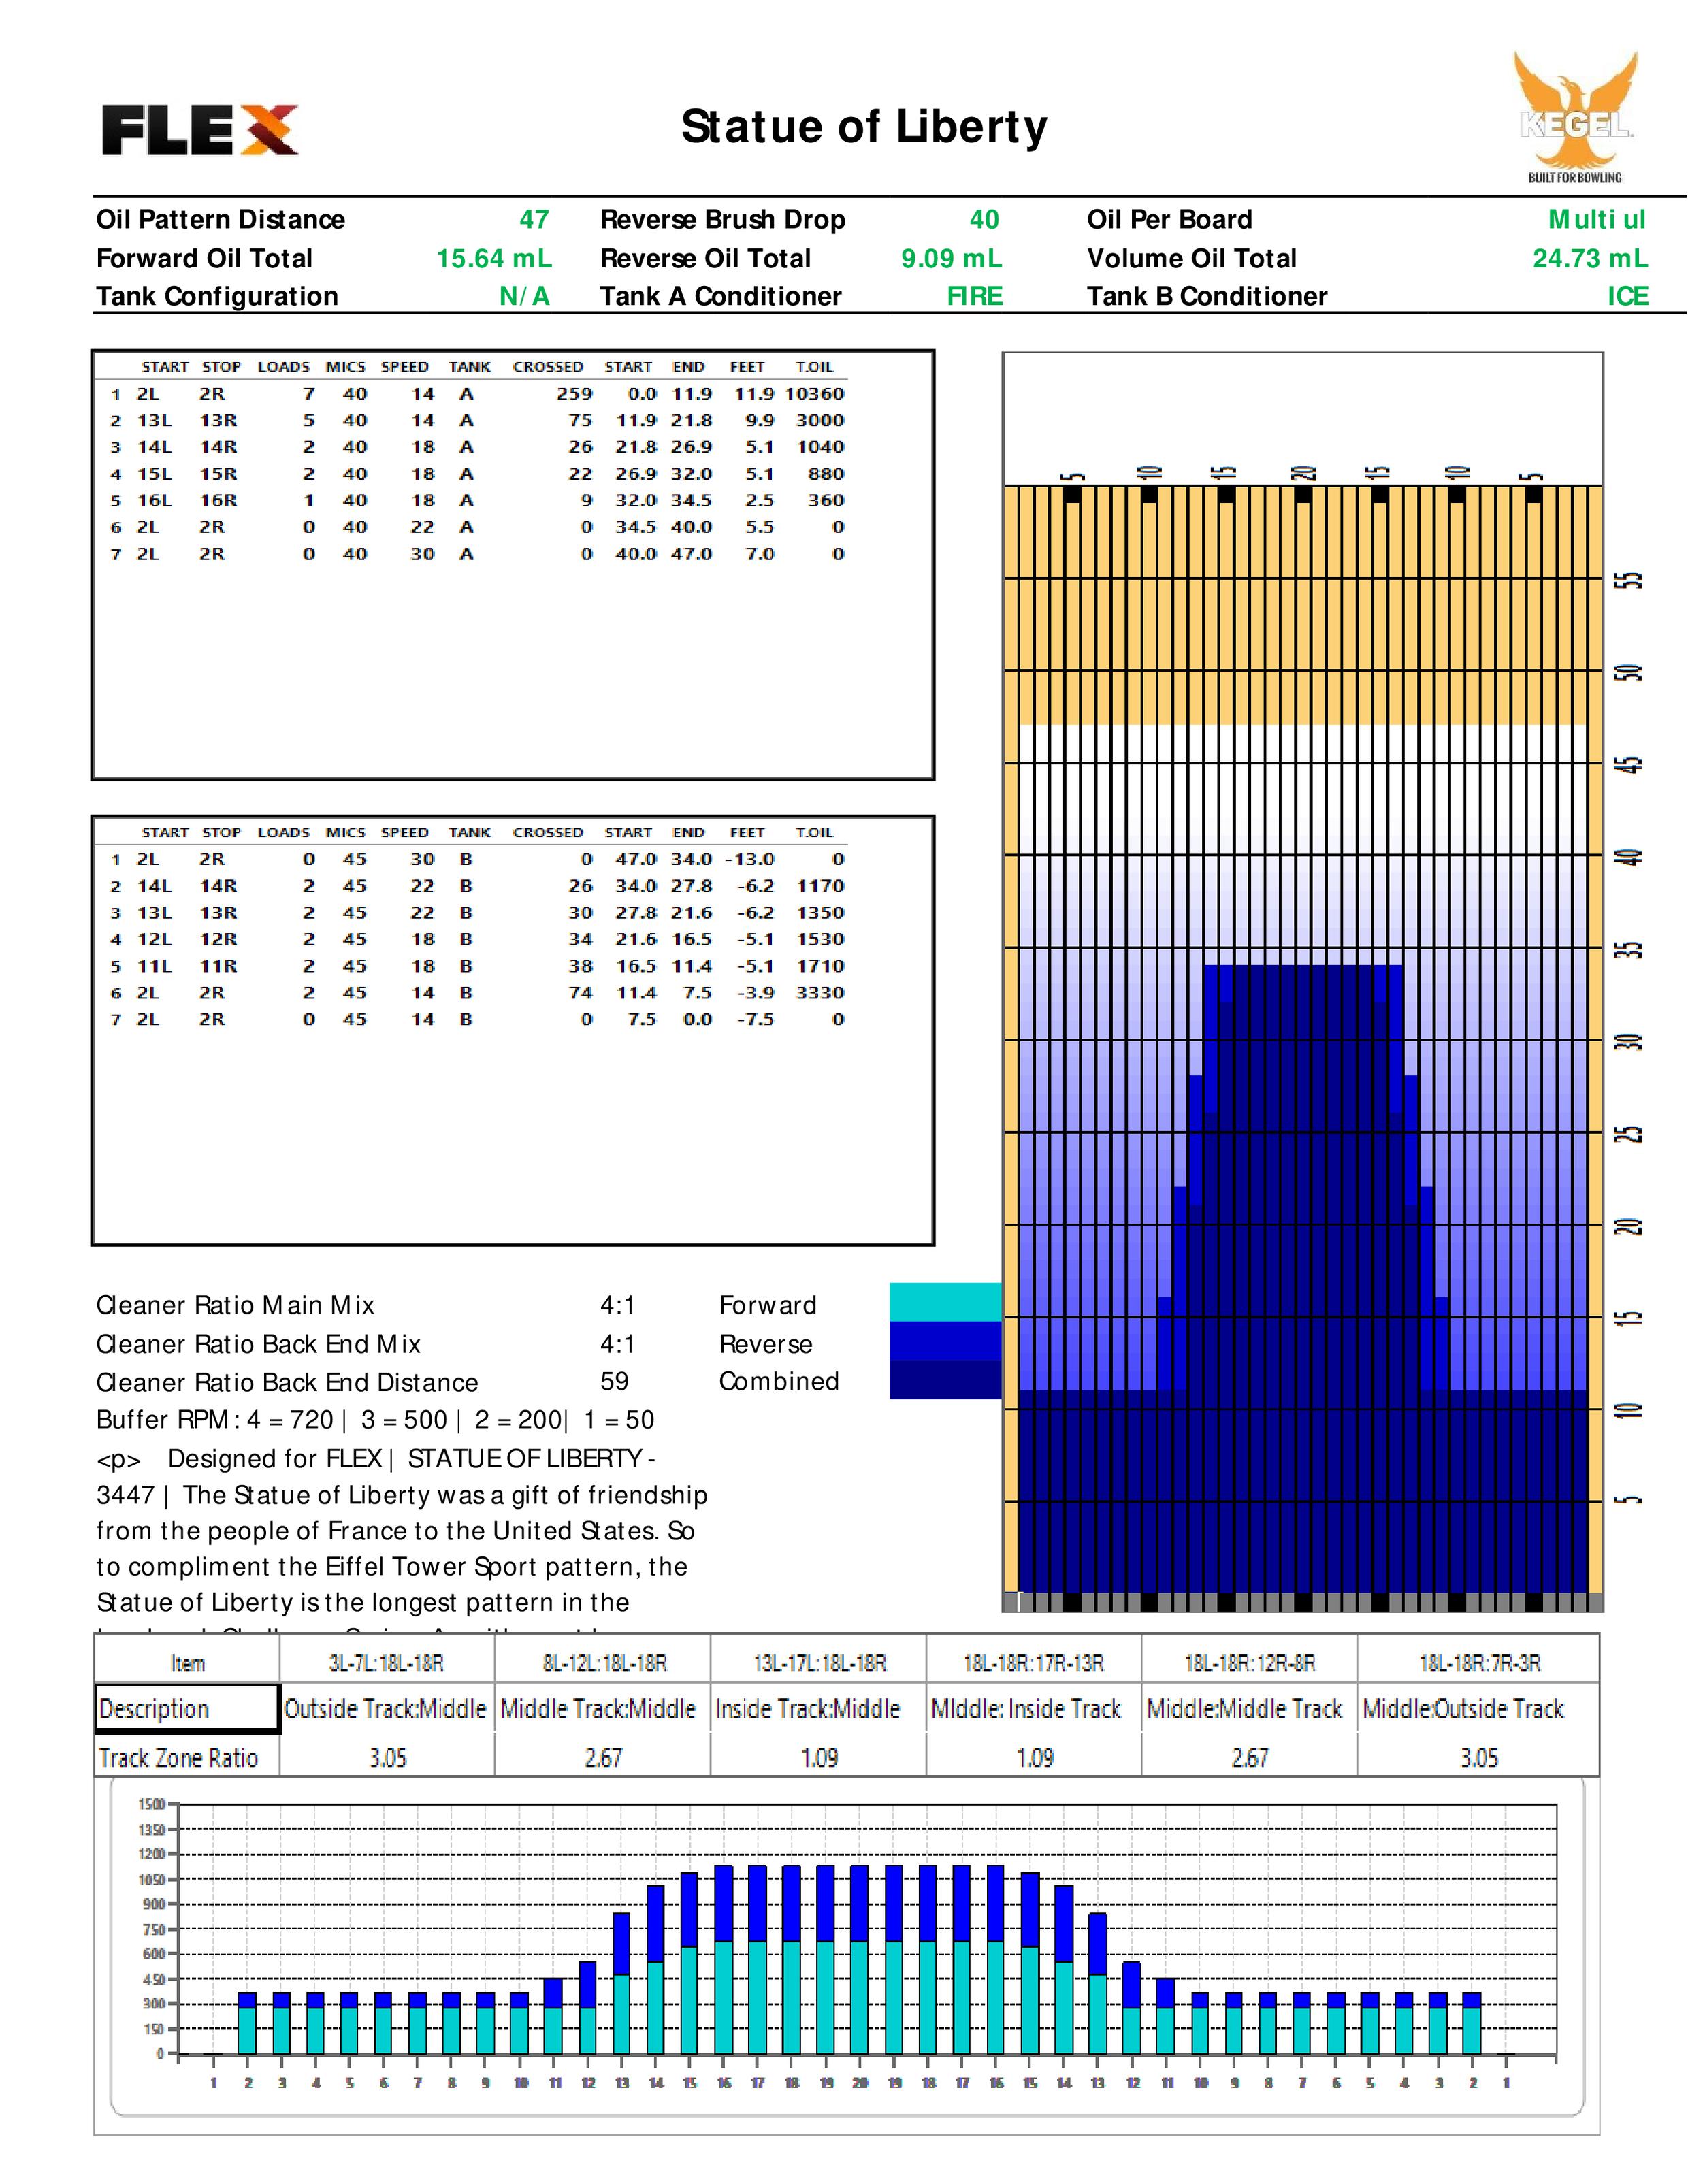 FLEX
Statue of Liberty
KEGEL
BUILT FOR BOWLING
Oil Pattern Distance 47 Reverse Brush Drop 40 Oil Per Board Multi ul
Forward Oil Total 15.64 mL Reverse Oil Total 9.09 mL Volume Oil Total 24.73 mL
Tank Configuration N/A Tank A Conditioner FIRE Tank B Conditioner ICE
START STOP LOADS MICS SPEED TANK CROSSED START END FEET T.OIL
1 2L 2R 7 40 14 A 259 0.0 11.9 11.9 10360
2 13L 13R 5 40 14 A 75 11.9 21.8 9.9 3000
3 14L 14R 2 40 18 A 26 21.8 26.9 5.1 1040
4 15L 15R 2 40 18 A 22 26.9 32.0 5.1 880
5 16L 16R 1 40 18 A 9 32.0 34.5 2.5 360
6 2L 2R 0 40 22 A 0 34.5 40.0 5.5 0
7 2L 2R 0 40 30 A 0 40.0 47.0 7.0 0
START STOP LOADS MICS SPEED TANK CROSSED START END FEET T.OIL
1 2L 2R 0 45 30 B 0 47.0 34.0 -13.0 0
2 14L 14R 2 45 22 B 26 34.0 27.8 -6.2 1170
3 13L 13R 2 45 22 B 30 27.8 21.6 -6.2 1350
4 12L 12R 2 45 18 B 34 21.6 16.5 -5.1 1530
5 11L 11R 2 45 18 B 38 16.5 11.4 -5.1 1710
6 2L 2R 2 45 14 B 74 11.4 7.5 -3.9 3330
7 2L 2R 0 45 14 B 0 7.5 0.0 -7.5 0
5 10 15 20 15 10 5
55
50
45
40
35
30
25
20
15
10
5
Cleaner Ratio Main Mix 4:1 Forward
Cleaner Ratio Back End Mix 4:1 Reverse
Cleaner Ratio Back End Distance 59 Combined
Buffer RPM: 4 = 720 | 3 = 500 | 2 = 200| 1 = 50
<p> Designed for FLEX | STATUE OF LIBERTY -
3447 | The Statue of Liberty was a gift of friendship
from the people of France to the United States. So
to compliment the Eiffel Tower Sport pattern, the
Statue of Liberty is the longest pattern in the
Item 3L-7L:18L-18R 8L-12L:18L-18R 13L-17L:18L-18R 18L-18R:17R-13R 18L-18R:12R-8R 18L-18R:7R-3R
Description Outside Track:Middle Middle Track:Middle Inside Track:Middle MIddle: Inside Track Middle:Middle Track Middle:Outside Track
Track Zone Ratio 3.05 2.67 1.09 1.09 2.67 3.05
1500
1350
1200
1050
900
750
600
450
300
150
0
1 2 3 4 5 6 7 8 9 10 11 12 13 14 15 16 17 18 19 20 19 18 17 16 15 14 13 12 11 10 9 8 7 6 5 4 3 2 1